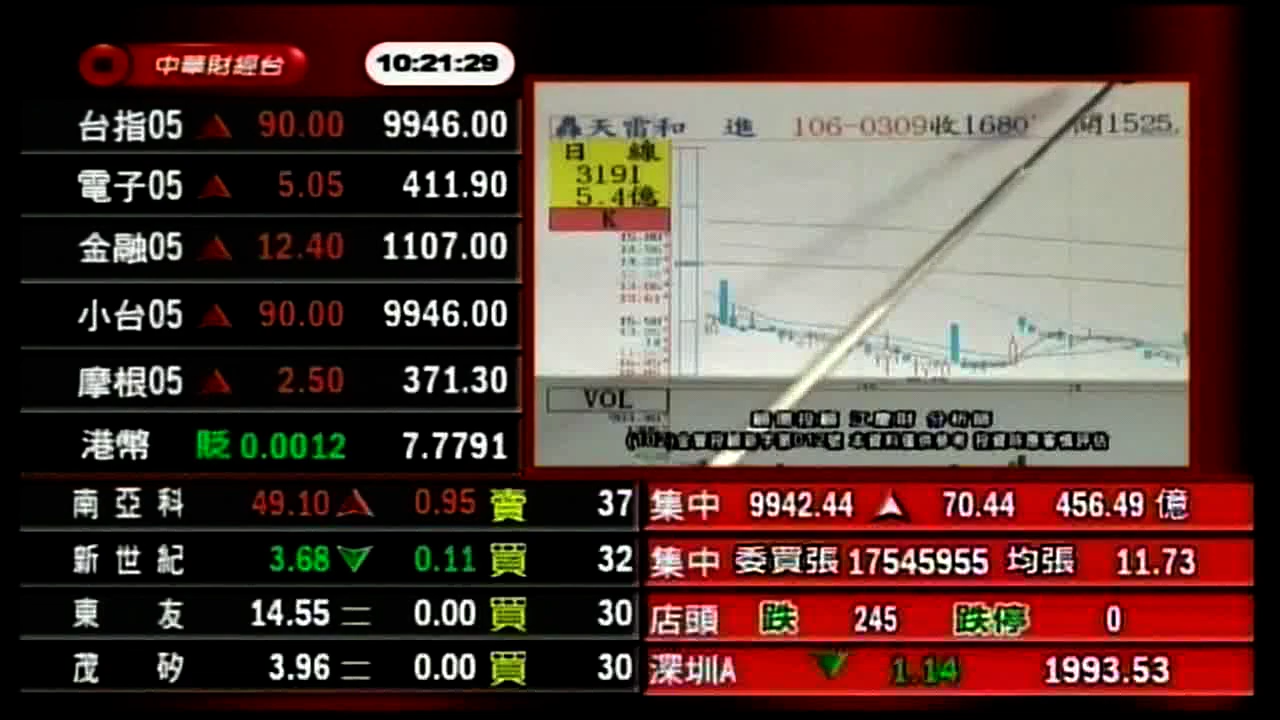 中華財經台 10:21:29
台指05 ▲ 90.00 9946.00
電子05 ▲ 5.05 411.90
金融05 ▲ 12.40 1107.00
小台05 ▲ 90.00 9946.00
摩根05 ▲ 2.50 371.30
港幣 貶 0.0012 7.7791
轟天雷和 進 106-0309收1680 開1525.
日 線
3191
5.4億
K
VOL
南亞科 49.10 ▲ 0.95 賣 37
新世紀 3.68 ▼ 0.11 買 32
東友 14.55 二 0.00 買 30
茂矽 3.96 二 0.00 買 30
集中 9942.44 ▲ 70.44 456.49 億
集中 委買張 17545955 均張 11.73
店頭 跌 245 跌停 0
深圳A ▼ 1.14 1993.53